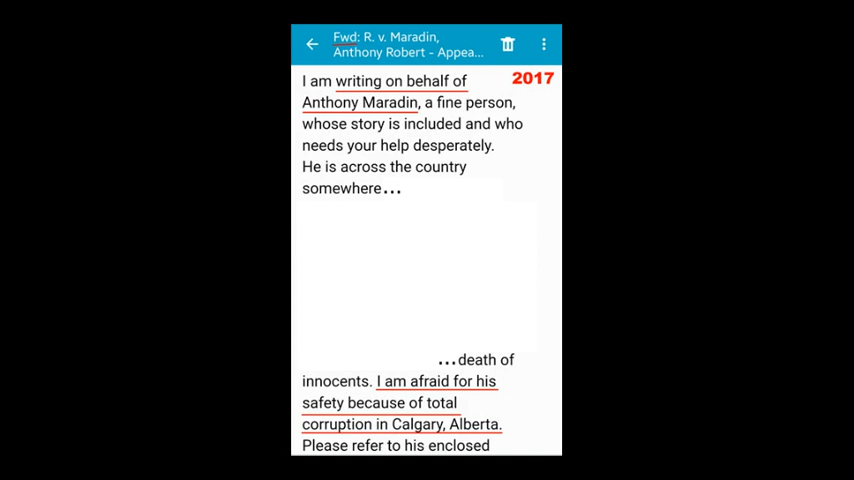 Fwd: R. v. Maradin,
Anthony Robert - Appea...
2017
I am writing on behalf of
Anthony Maradin, a fine person,
whose story is included and who
needs your help desperately.
He is across the country
somewhere...
...death of
innocents. I am afraid for his
safety because of total
corruption in Calgary, Alberta.
Please refer to his enclosed